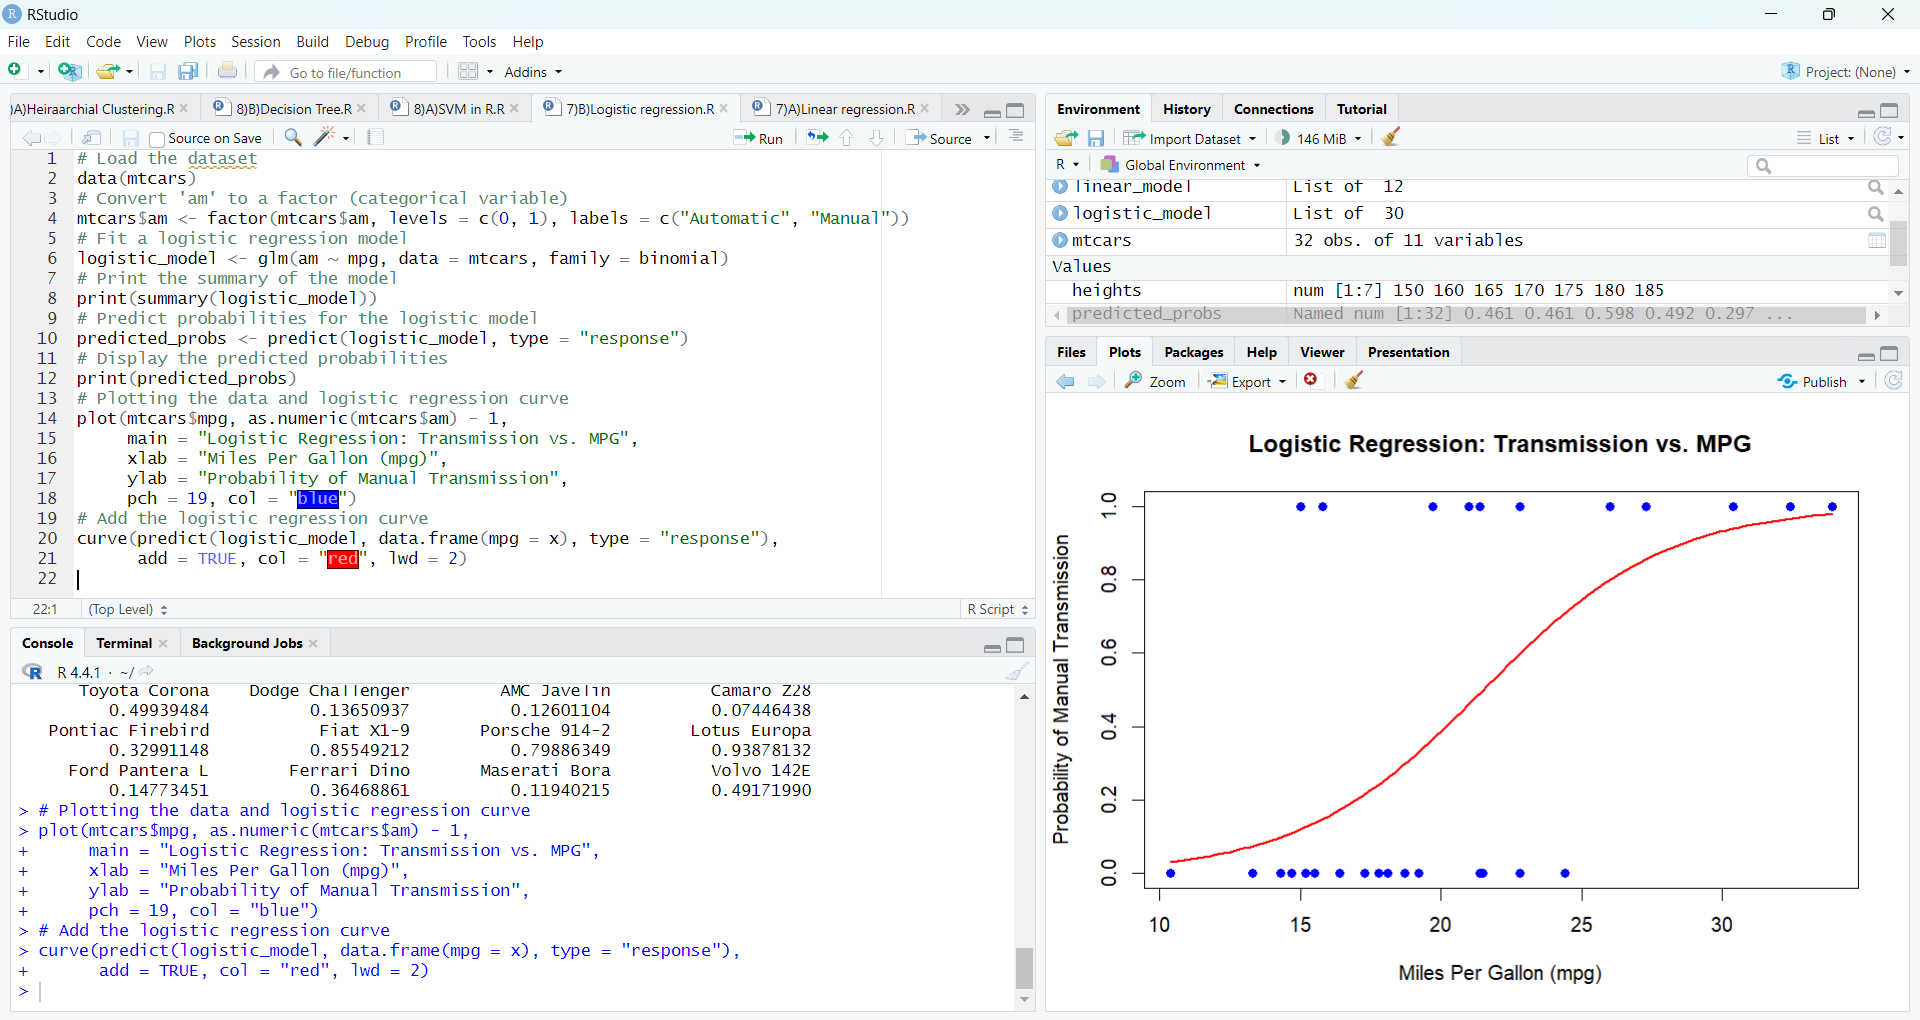 RStudio
File Edit Code View Plots Session Build Debug Profile Tools Help
Go to file/function Addins Project: (None)
)A)Heiraarchial Clustering.R 8)B)Decision Tree.R 8)A)SVM in R.R 7)B)Logistic regression.R 7)A)Linear regression.R
Source on Save Run Source
1 # Load the dataset
2 data(mtcars)
3 # Convert 'am' to a factor (categorical variable)
4 mtcars$am <- factor(mtcars$am, levels = c(0, 1), labels = c("Automatic", "Manual"))
5 # Fit a logistic regression model
6 logistic_model <- glm(am ~ mpg, data = mtcars, family = binomial)
7 # Print the summary of the model
8 print(summary(logistic_model))
9 # Predict probabilities for the logistic model
10 predicted_probs <- predict(logistic_model, type = "response")
11 # Display the predicted probabilities
12 print(predicted_probs)
13 # Plotting the data and logistic regression curve
14 plot(mtcars$mpg, as.numeric(mtcars$am) - 1,
15 main = "Logistic Regression: Transmission vs. MPG",
16 xlab = "Miles Per Gallon (mpg)",
17 ylab = "Probability of Manual Transmission",
18 pch = 19, col = "blue")
19 # Add the logistic regression curve
20 curve(predict(logistic_model, data.frame(mpg = x), type = "response"),
21 add = TRUE, col = "red", lwd = 2)
22
22:1 (Top Level) R Script
Console Terminal Background Jobs
R 4.4.1 · ~/
Toyota Corona Dodge Challenger AMC Javelin Camaro Z28
0.49939484 0.13650937 0.12601104 0.07446438
Pontiac Firebird Fiat X1-9 Porsche 914-2 Lotus Europa
0.32991148 0.85549212 0.79886349 0.93878132
Ford Pantera L Ferrari Dino Maserati Bora Volvo 142E
0.14773451 0.36468861 0.11940215 0.49171990
> # Plotting the data and logistic regression curve
> plot(mtcars$mpg, as.numeric(mtcars$am) - 1,
+ main = "Logistic Regression: Transmission vs. MPG",
+ xlab = "Miles Per Gallon (mpg)",
+ ylab = "Probability of Manual Transmission",
+ pch = 19, col = "blue")
> # Add the logistic regression curve
> curve(predict(logistic_model, data.frame(mpg = x), type = "response"),
+ add = TRUE, col = "red", lwd = 2)
>
Environment History Connections Tutorial
Import Dataset 146 MiB List
R Global Environment
linear_model List of 12
logistic_model List of 30
mtcars 32 obs. of 11 variables
Values
heights num [1:7] 150 160 165 170 175 180 185
predicted_probs Named num [1:32] 0.461 0.461 0.598 0.492 0.297 ...
Files Plots Packages Help Viewer Presentation
Zoom Export Publish
Logistic Regression: Transmission vs. MPG
Probability of Manual Transmission
1.0
0.8
0.6
0.4
0.2
0.0
10 15 20 25 30
Miles Per Gallon (mpg)